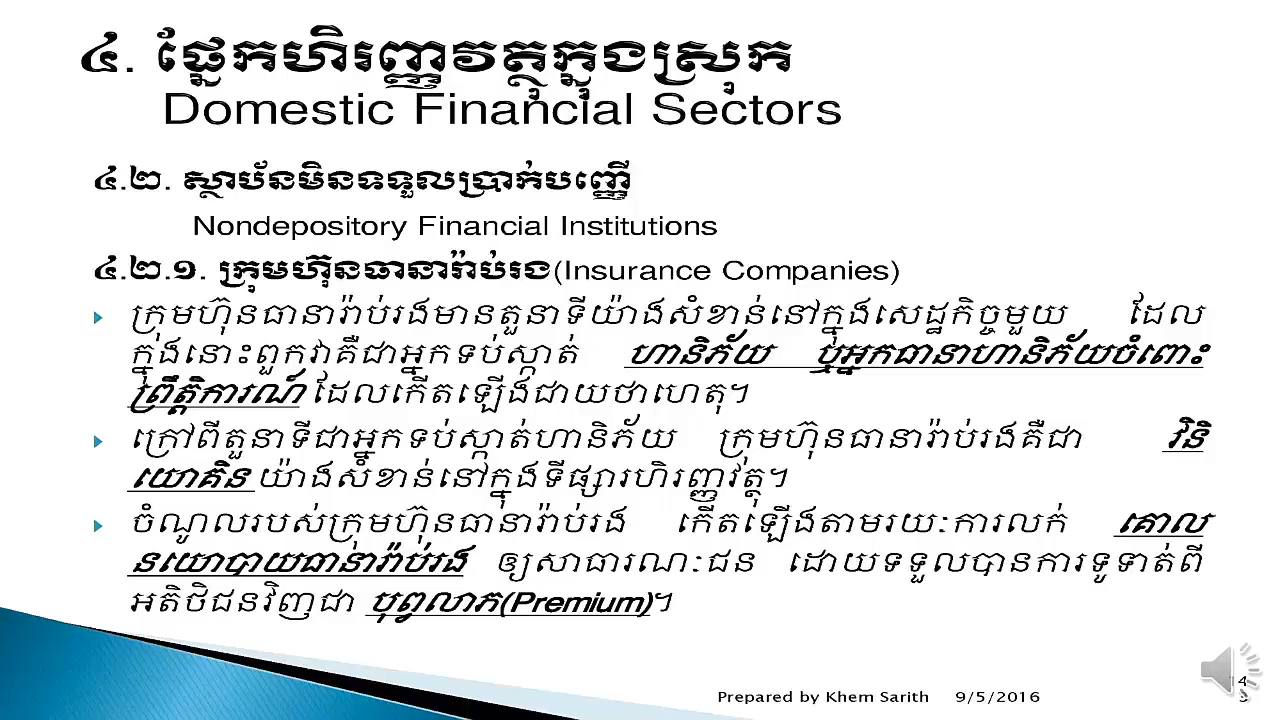 ៤. ផ្នែកហិរញ្ញវត្ថុក្នុងស្រុក
Domestic Financial Sectors
៤.២. ស្ថាប័នមិនទទួលប្រាក់បញ្ញើ
Nondepository Financial Institutions
៤.២.១. ក្រុមហ៊ុនធានារ៉ាប់រង(Insurance Companies)
ក្រុមហ៊ុនធានារ៉ាប់រងមានតួនាទីយ៉ាងសំខាន់នៅក្នុងសេដ្ឋកិច្ចមួយ ដែល
ក្នុងនោះពួកវាគឺជាអ្នកទប់ស្កាត់ ហានិភ័យ ឬអ្នកធានាហានិភ័យចំពោះ
ព្រឹត្តិការណ៍ ដែលកើតឡើងជាយថាហេតុ។
ក្រៅពីតួនាទីជាអ្នកទប់ស្កាត់ហានិភ័យ ក្រុមហ៊ុនធានារ៉ាប់រងគឺជា វិនិ
យោគិន យ៉ាងសំខាន់នៅក្នុងទីផ្សារហិរញ្ញវត្ថុ។
ចំណូលរបស់ក្រុមហ៊ុនធានារ៉ាប់រង កើតឡើងតាមរយៈការលក់ គោល
នយោបាយធានារ៉ាប់រង ឲ្យសាធារណៈជន ដោយទទួលបានការទូទាត់ពី
អតិថិជនវិញជា បុព្វលាភ(Premium)។
Prepared by Khem Sarith 9/5/2016